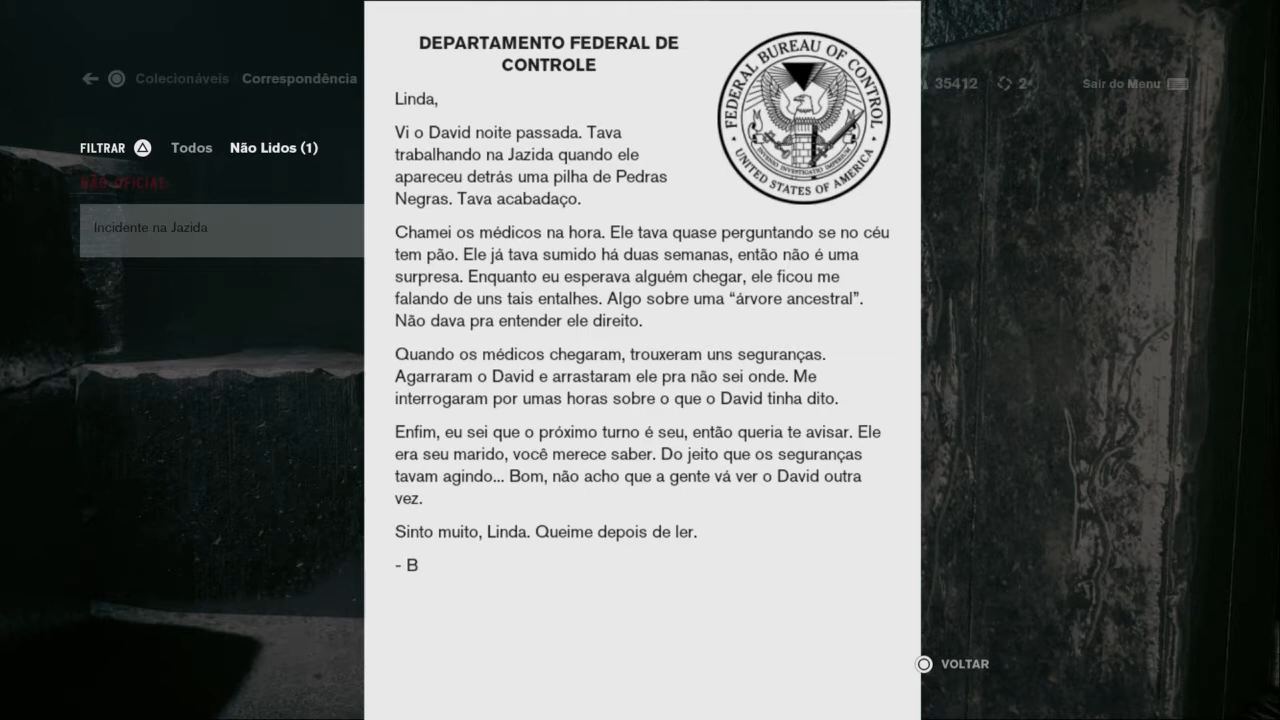 DEPARTAMENTO FEDERAL DE
CONTROLE
FEDERAL BUREAU OF CONTROL
UNITED STATES OF AMERICA
Colecionáveis Correspondência
35412
Sair do Menu
FILTRAR Todos Não Lidos (1)
NÃO OFICIAL
Incidente na Jazida
Linda,
Vi o David noite passada. Tava
trabalhando na Jazida quando ele
apareceu detrás uma pilha de Pedras
Negras. Tava acabadaço.
Chamei os médicos na hora. Ele tava quase perguntando se no céu
tem pão. Ele já tava sumido há duas semanas, então não é uma
surpresa. Enquanto eu esperava alguém chegar, ele ficou me
falando de uns tais entalhes. Algo sobre uma “árvore ancestral”.
Não dava pra entender ele direito.
Quando os médicos chegaram, trouxeram uns seguranças.
Agarraram o David e arrastaram ele pra não sei onde. Me
interrogaram por umas horas sobre o que o David tinha dito.
Enfim, eu sei que o próximo turno é seu, então queria te avisar. Ele
era seu marido, você merece saber. Do jeito que os seguranças
tavam agindo... Bom, não acho que a gente vá ver o David outra
vez.
Sinto muito, Linda. Queime depois de ler.
- B
VOLTAR